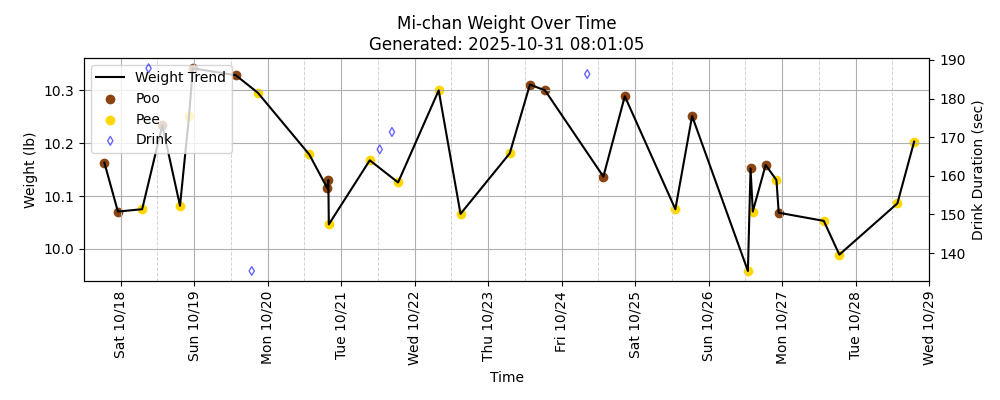 Mi-chan Weight Over Time
Generated: 2025-10-31 08:01:05
Weight Trend
Poo
Pee
Drink
Weight (lb)
10.3
10.2
10.1
10.0
190
180
170
160
150
140
Drink Duration (sec)
Sat 10/18
Sun 10/19
Mon 10/20
Tue 10/21
Wed 10/22
Thu 10/23
Fri 10/24
Sat 10/25
Sun 10/26
Mon 10/27
Tue 10/28
Wed 10/29
Time